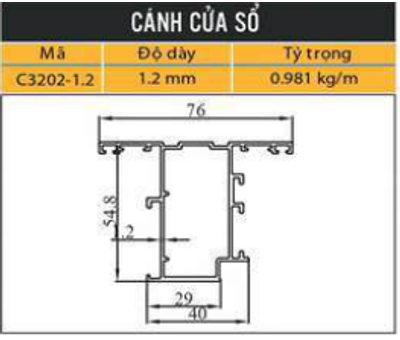 CÁNH CỬA SỔ
Mã Độ dày Tỷ trọng
C3202-1.2 1.2 mm 0.981 kg/m
76
54.8
1.2
29
40